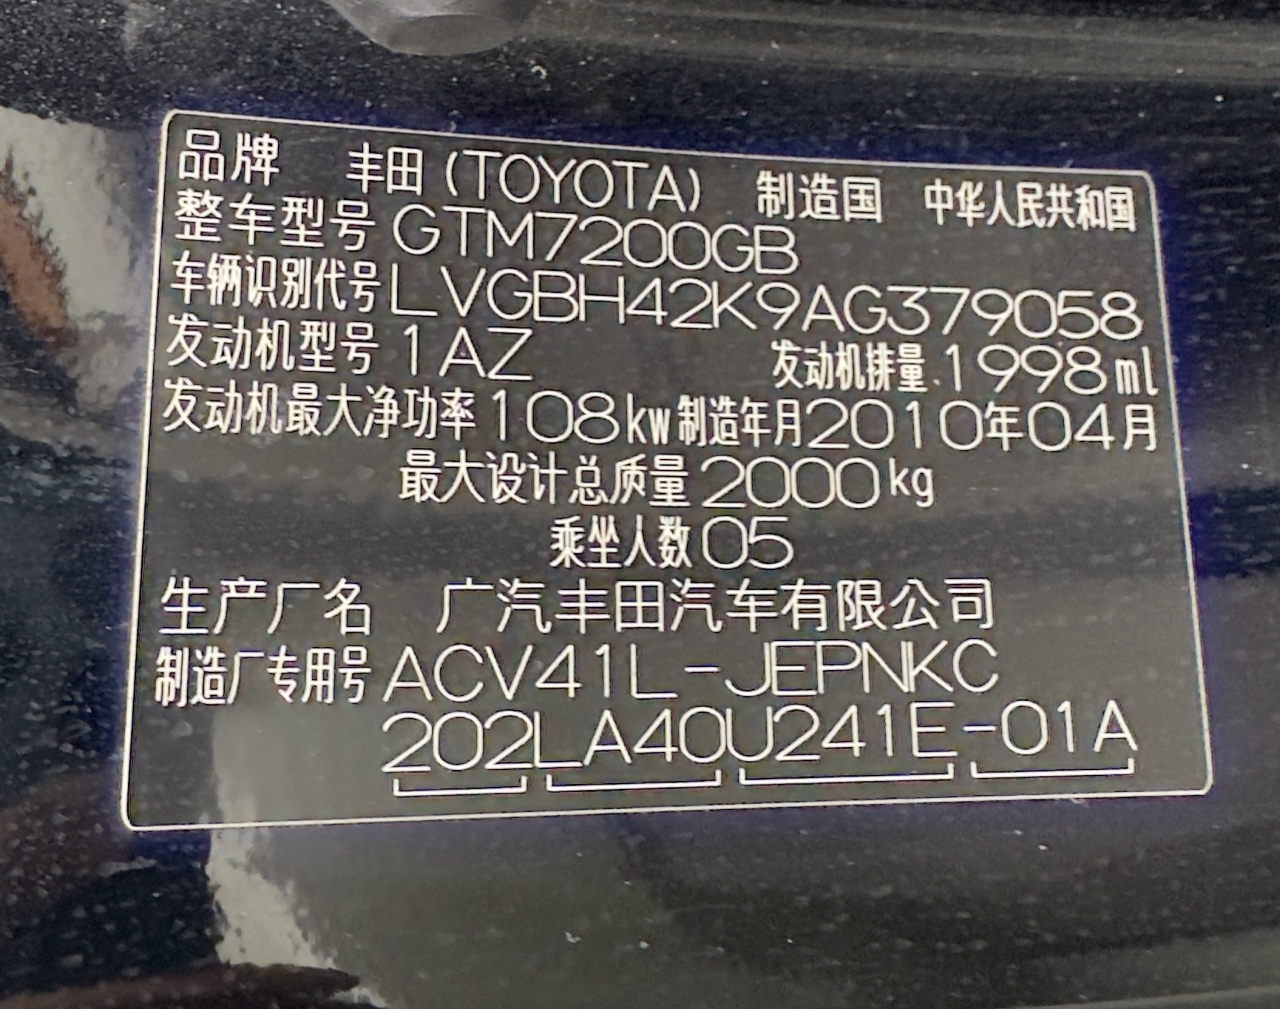 品牌 丰田(TOYOTA) 制造国 中华人民共和国
整车型号 GTM7200GB
车辆识别代号 LVGBH42K9AG379058
发动机型号 1AZ 发动机排量 1998ml
发动机最大净功率 108kw 制造年月 2010年04月
最大设计总质量 2000kg
乘坐人数 05
生产厂名 广汽丰田汽车有限公司
制造厂专用号 ACV41L-JEPNKC
202LA40U241E-01A